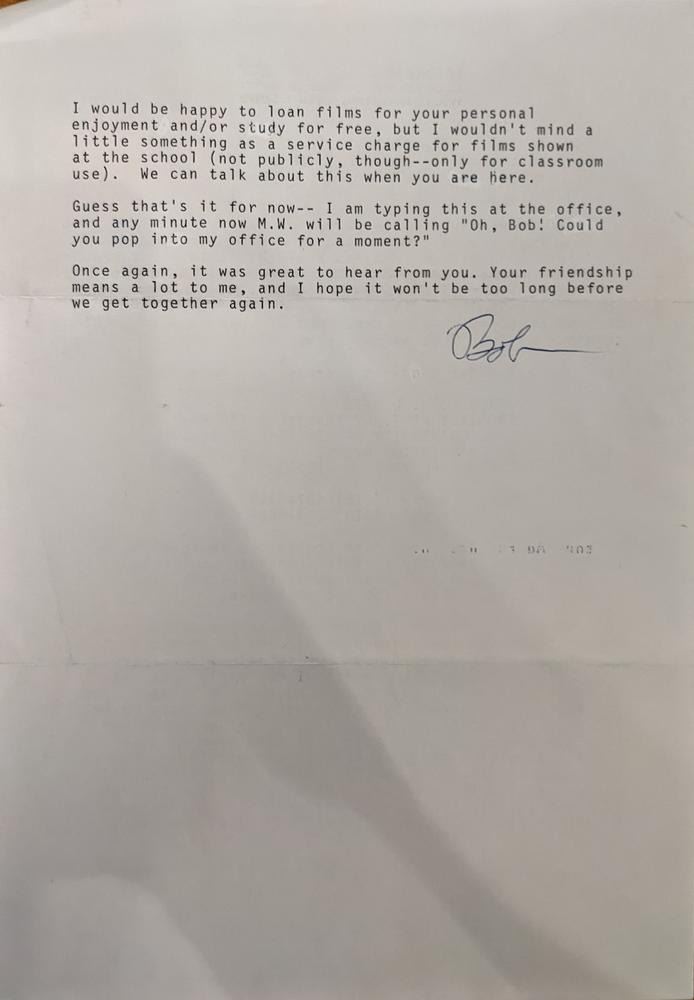 I would be happy to loan films for your personal
enjoyment and/or study for free, but I wouldn't mind a
little something as a service charge for films shown
at the school (not publicly, though--only for classroom
use).  We can talk about this when you are here.
Guess that's it for now-- I am typing this at the office,
and any minute now M.W. will be calling "Oh, Bob! Could
you pop into my office for a moment?"
Once again, it was great to hear from you. Your friendship
means a lot to me, and I hope it won't be too long before
we get together again.
Bob